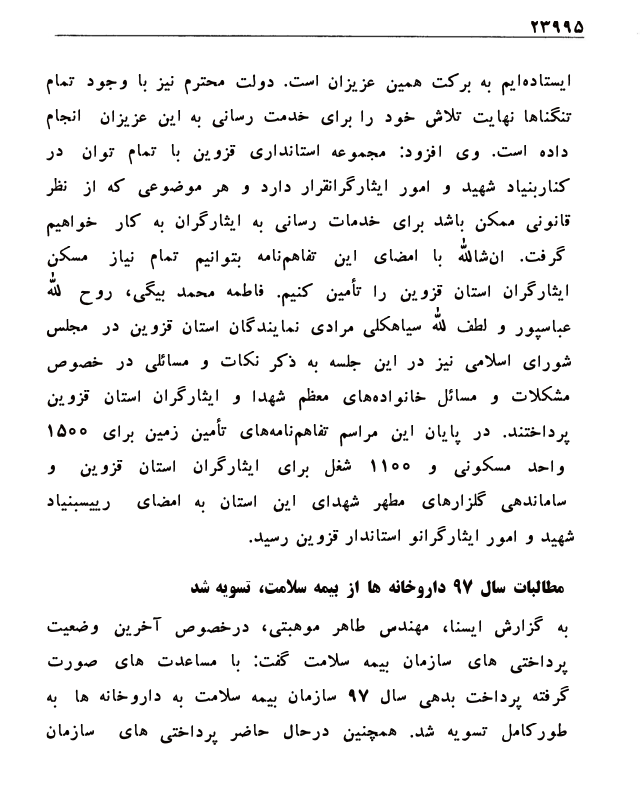 ۲۳۹۹۵
ایستاده‌ایم به برکت همین عزیزان است. دولت محترم نیز با وجود تمام
تنگناها نهایت تلاش خود را برای خدمت رسانی به این عزیزان انجام
داده است. وی افزود: مجموعه استانداری قزوین با تمام توان در
کناربنیاد شهید و امور ایثارگرانقرار دارد و هر موضوعی که از نظر
قانونی ممکن باشد برای خدمات رسانی به ایثارگران به کار خواهیم
گرفت. ان‌شاالله با امضای این تفاهم‌نامه بتوانیم تمام نیاز مسکن
ایثارگران استان قزوین را تأمین کنیم. فاطمه محمد بیگی، روح لله
عباسپور و لطف لله سیاهکلی مرادی نمایندگان استان قزوین در مجلس
شورای اسلامی نیز در این جلسه به ذکر نکات و مسائلی در خصوص
مشکلات و مسائل خانواده‌های معظم شهدا و ایثارگران استان قزوین
پرداختند. در پایان این مراسم تفاهم‌نامه‌های تأمین زمین برای ۱۵۰۰
واحد مسکونی و ۱۱۰۰ شغل برای ایثارگران استان قزوین و
ساماندهی گلزارهای مطهر شهدای این استان به امضای رییسبنیاد
شهید و امور ایثارگرانو استاندار قزوین رسید.
مطالبات سال ۹۷ داروخانه ها از بیمه سلامت، تسویه شد
به گزارش ایسنا، مهندس طاهر موهبتی، درخصوص آخرین وضعیت
پرداختی های سازمان بیمه سلامت گفت: با مساعدت های صورت
گرفته پرداخت بدهی سال ۹۷ سازمان بیمه سلامت به داروخانه ها به
طورکامل تسویه شد. همچنین درحال حاضر پرداختی های سازمان